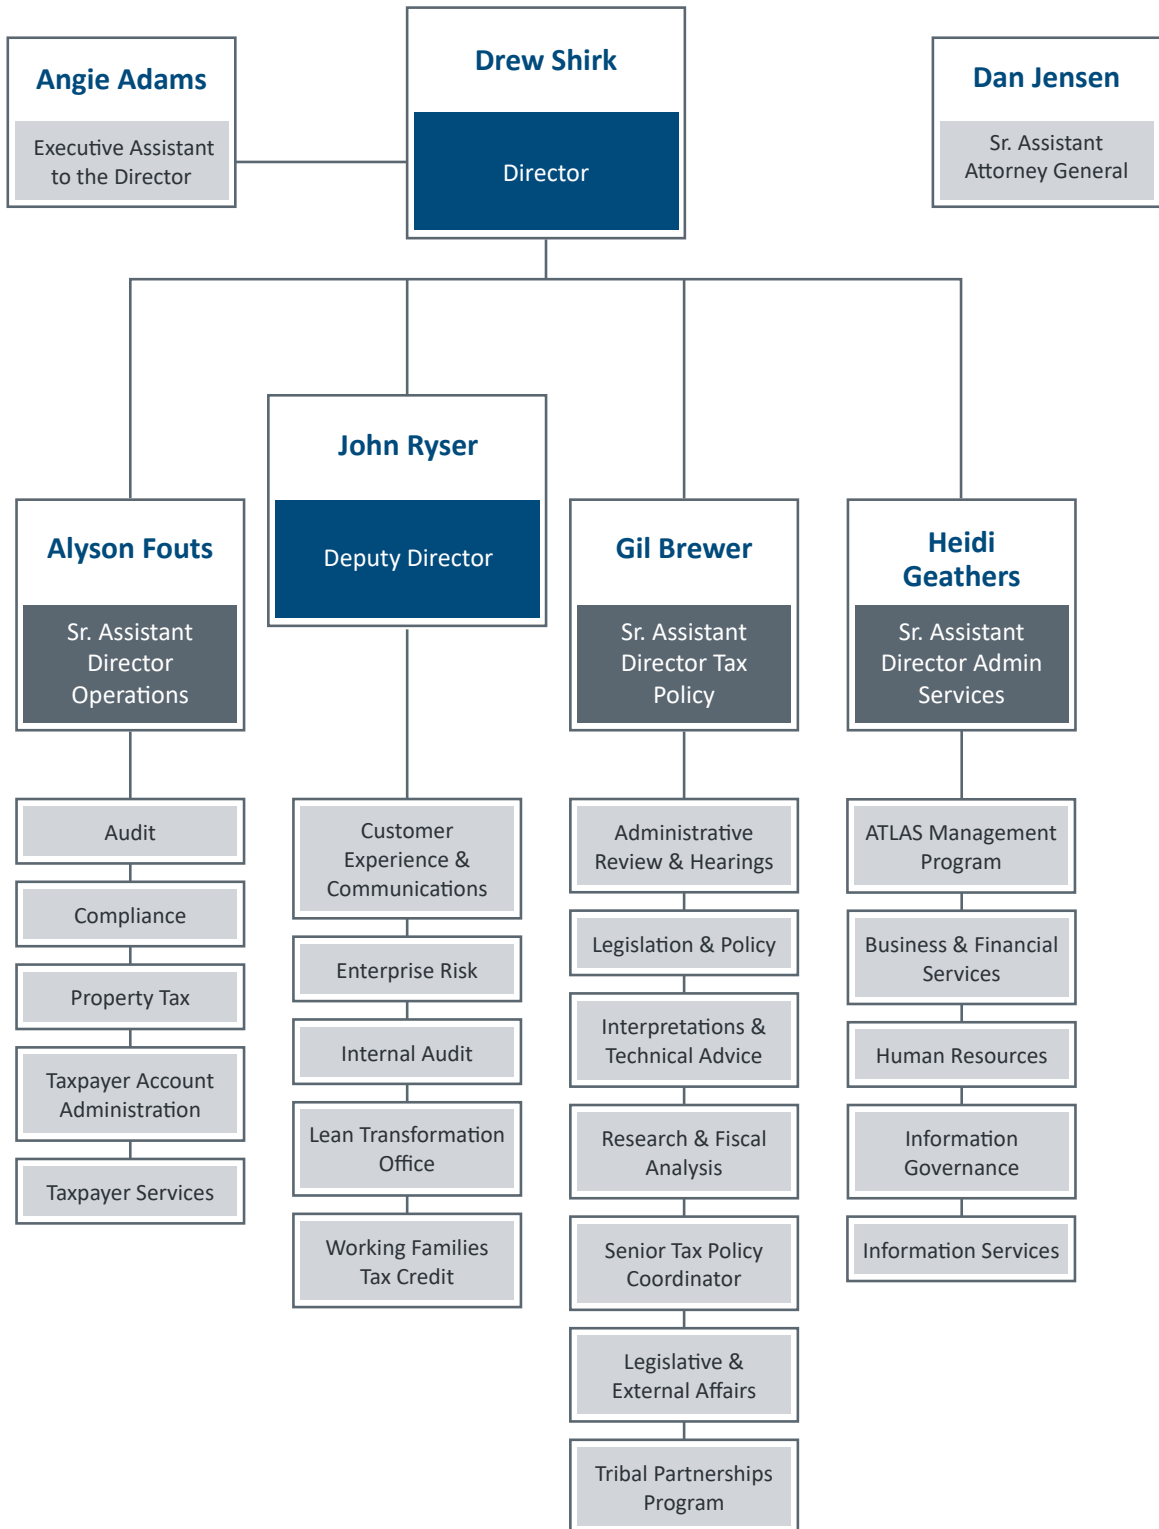 Angie Adams
Executive Assistant
to the Director
Drew Shirk
Director
Dan Jensen
Sr. Assistant
Attorney General
Alyson Fouts
Sr. Assistant
Director
Operations
Audit
Compliance
Property Tax
Taxpayer Account
Administration
Taxpayer Services
John Ryser
Deputy Director
Customer
Experience &
Communications
Enterprise Risk
Internal Audit
Lean Transformation
Office
Working Families
Tax Credit
Gil Brewer
Sr. Assistant
Director Tax
Policy
Administrative
Review & Hearings
Legislation & Policy
Interpretations &
Technical Advice
Research & Fiscal
Analysis
Senior Tax Policy
Coordinator
Legislative &
External Affairs
Tribal Partnerships
Program
Heidi
Geathers
Sr. Assistant
Director Admin
Services
ATLAS Management
Program
Business & Financial
Services
Human Resources
Information
Governance
Information Services